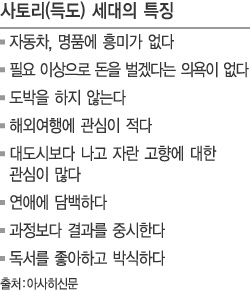 사토리(득도) 세대의 특징
자동차, 명품에 흥미가 없다
필요 이상으로 돈을 벌겠다는 의욕이 없다
도박을 하지 않는다
해외여행에 관심이 적다
대도시보다 나고 자란 고향에 대한
관심이 많다
연애에 담백하다
과정보다 결과를 중시한다
독서를 좋아하고 박식하다
출처:아사히신문